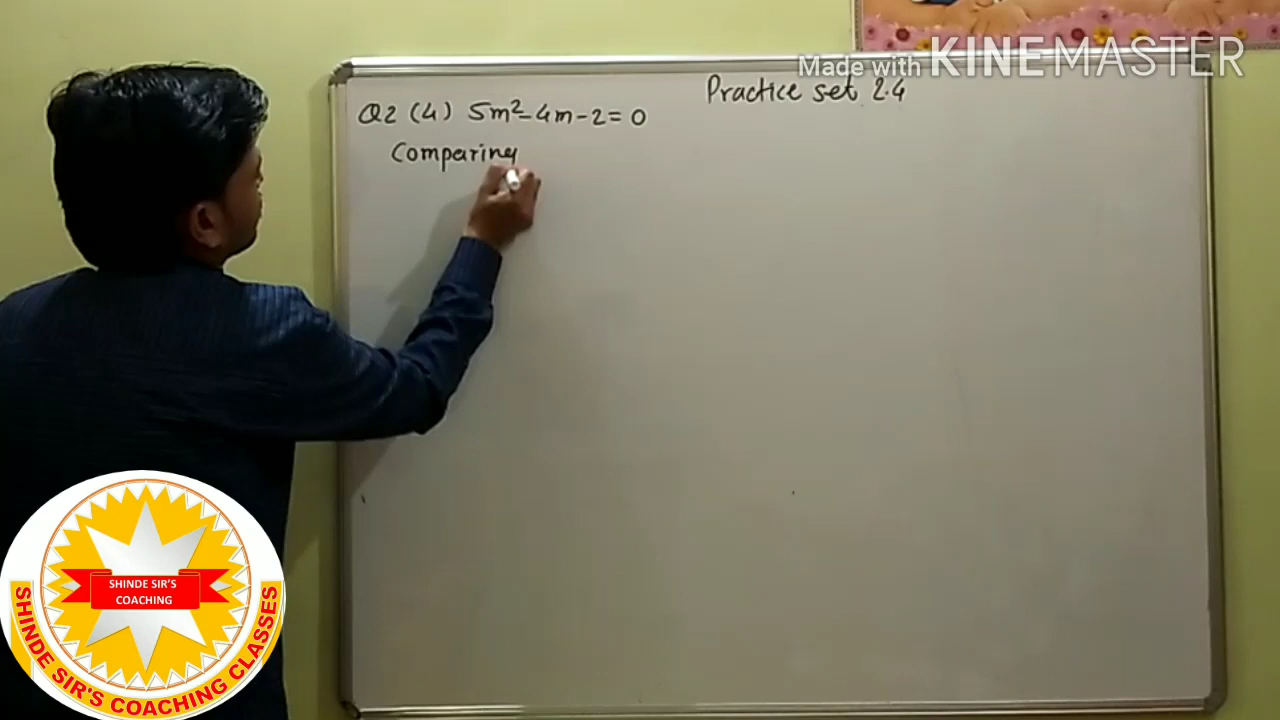 Made with KINEMASTER
Practice set 2.4
Q2 (4) 5m²-4m-2=0
Comparing
SHINDE SIR'S
COACHING
SHINDE SIR'S COACHING CLASSES